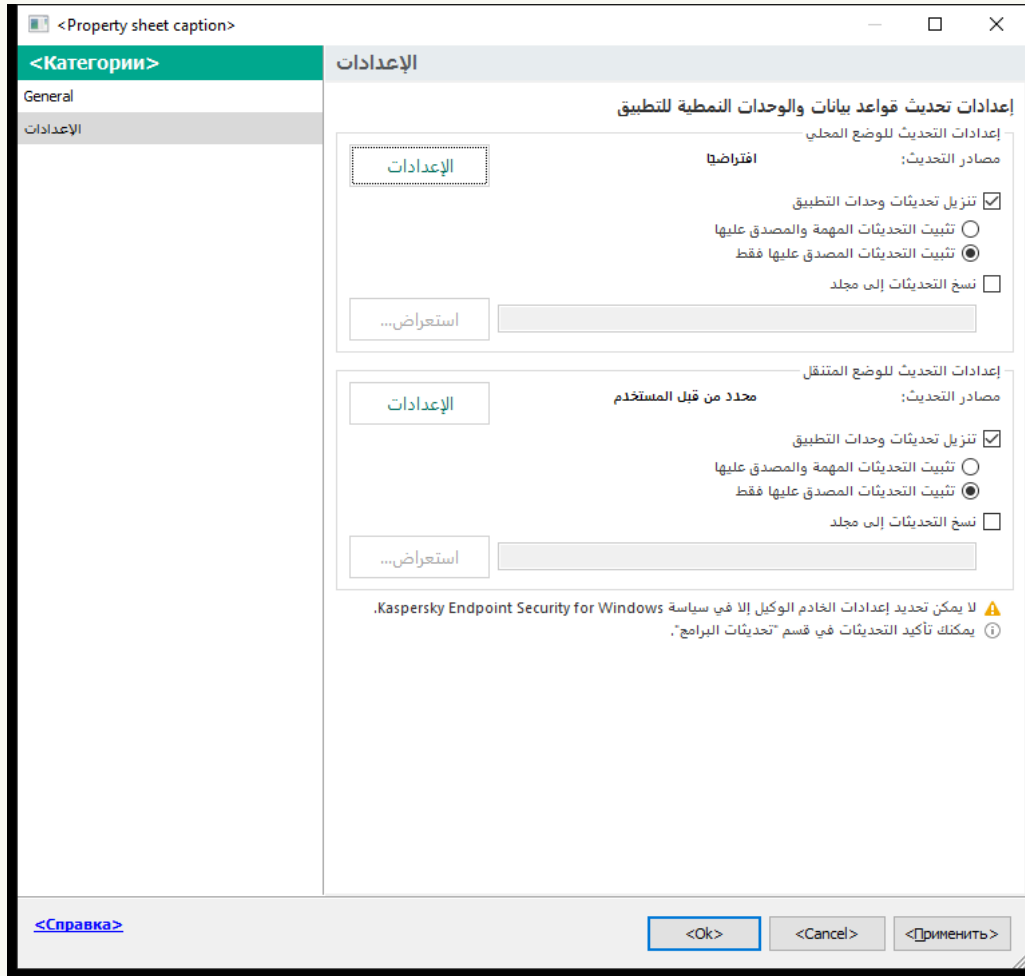 <Property sheet caption>
<Категории>
General
الإعدادات
الإعدادات
إعدادات تحديث قواعد بيانات والوحدات النمطية للتطبيق
إعدادات التحديث للوضع المحلي
مصادر التحديث: افتراضيًا
الإعدادات
تنزيل تحديثات وحدات التطبيق
تثبيت التحديثات المهمة والمصدق عليها
تثبيت التحديثات المصدق عليها فقط
نسخ التحديثات إلى مجلد
استعراض...
إعدادات التحديث للوضع المتنقل
مصادر التحديث: محدد من قبل المستخدم
الإعدادات
تنزيل تحديثات وحدات التطبيق
تثبيت التحديثات المهمة والمصدق عليها
تثبيت التحديثات المصدق عليها فقط
نسخ التحديثات إلى مجلد
استعراض...
لا يمكن تحديد إعدادات الخادم الوكيل إلا في سياسة Kaspersky Endpoint Security for Windows.
يمكنك تأكيد التحديثات في قسم "تحديثات البرامج".
<Справка>
<Ok> <Cancel> <Применить>